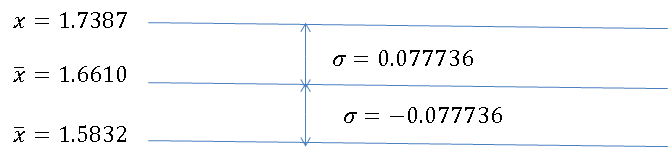 x = 1.7387
σ = 0.077736
x̅ = 1.6610
σ = −0.077736
x̅ = 1.5832